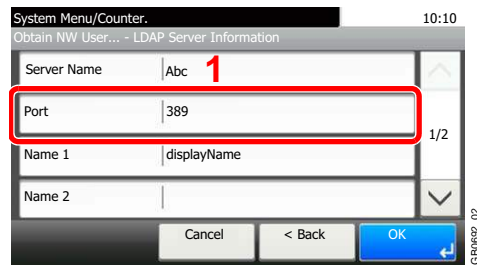 System Menu/Counter. 10:10
Obtain NW User... - LDAP Server Information
Server Name Abc 1
Port 389
1/2
Name 1 displayName
Name 2
Cancel < Back OK
GB0692_02